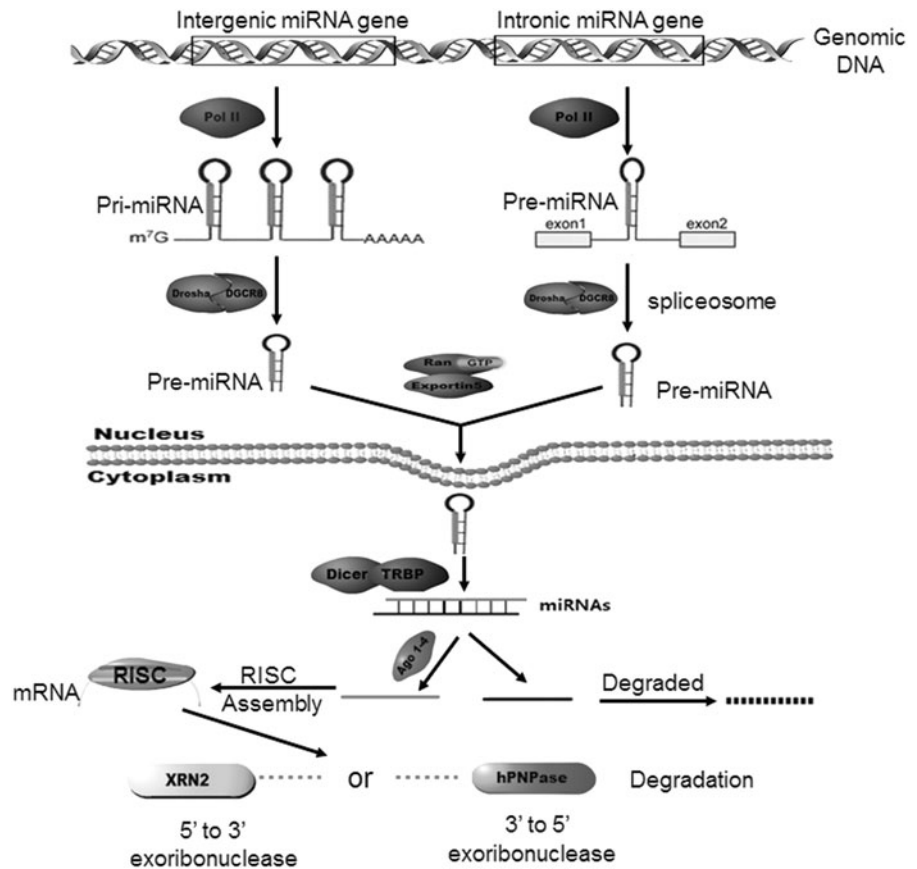 Intergenic miRNA gene
Intronic miRNA gene
Genomic
DNA
Pol II
Pol II
Pri-miRNA
m⁷G
AAAAA
Pre-miRNA
exon1
exon2
Drosha
DGCR8
Drosha
DGCR8
spliceosome
Pre-miRNA
Ran
GTP
Exportin5
Pre-miRNA
Nucleus
Cytoplasm
Dicer
TRBP
miRNAs
Ago 1-4
mRNA
RISC
RISC
Assembly
Degraded
XRN2
or
hPNPase
Degradation
5’ to 3’
exoribonuclease
3’ to 5’
exoribonuclease